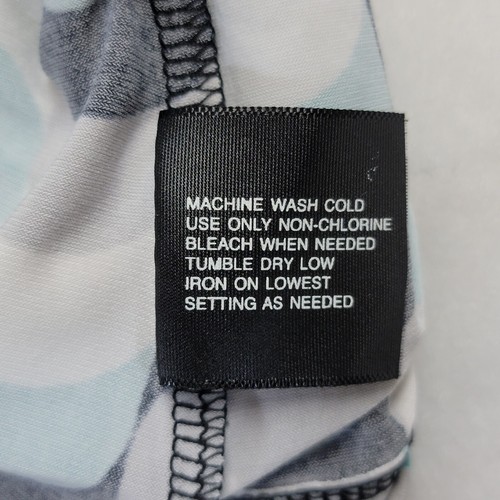 MACHINE WASH COLD
USE ONLY NON-CHLORINE
BLEACH WHEN NEEDED
TUMBLE DRY LOW
IRON ON LOWEST
SETTING AS NEEDED